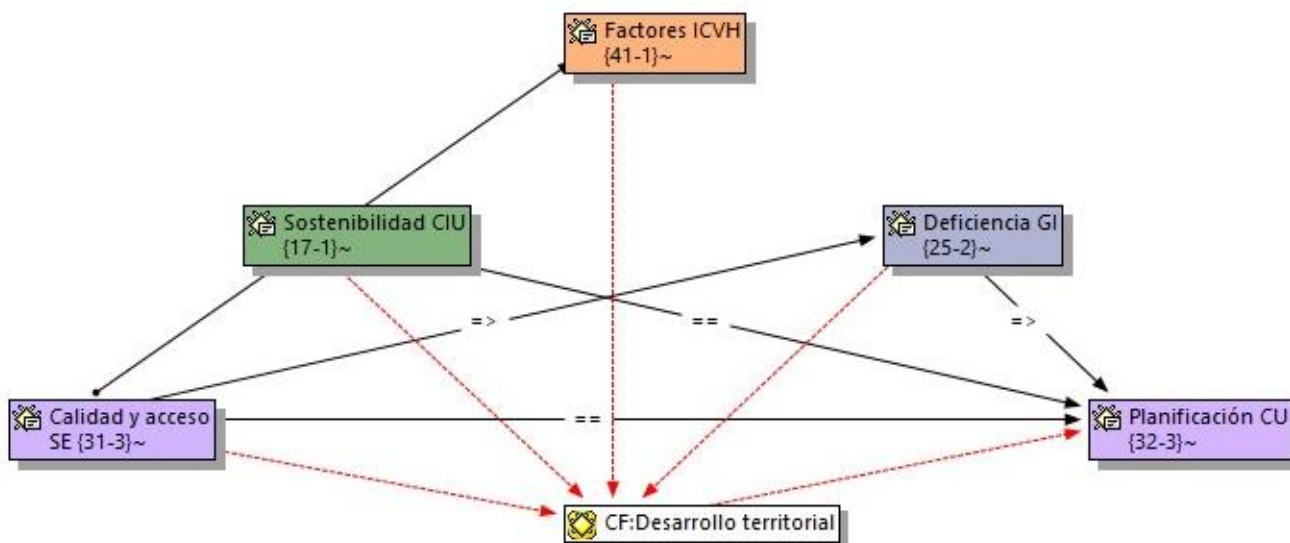 Factores ICVH
{41-1}~
Sostenibilidad CIU
{17-1}~
Deficiencia GI
{25-2}~
=>
==
=>
Calidad y acceso
SE {31-3}~
==
Planificación CU
{32-3}~
CF:Desarrollo territorial